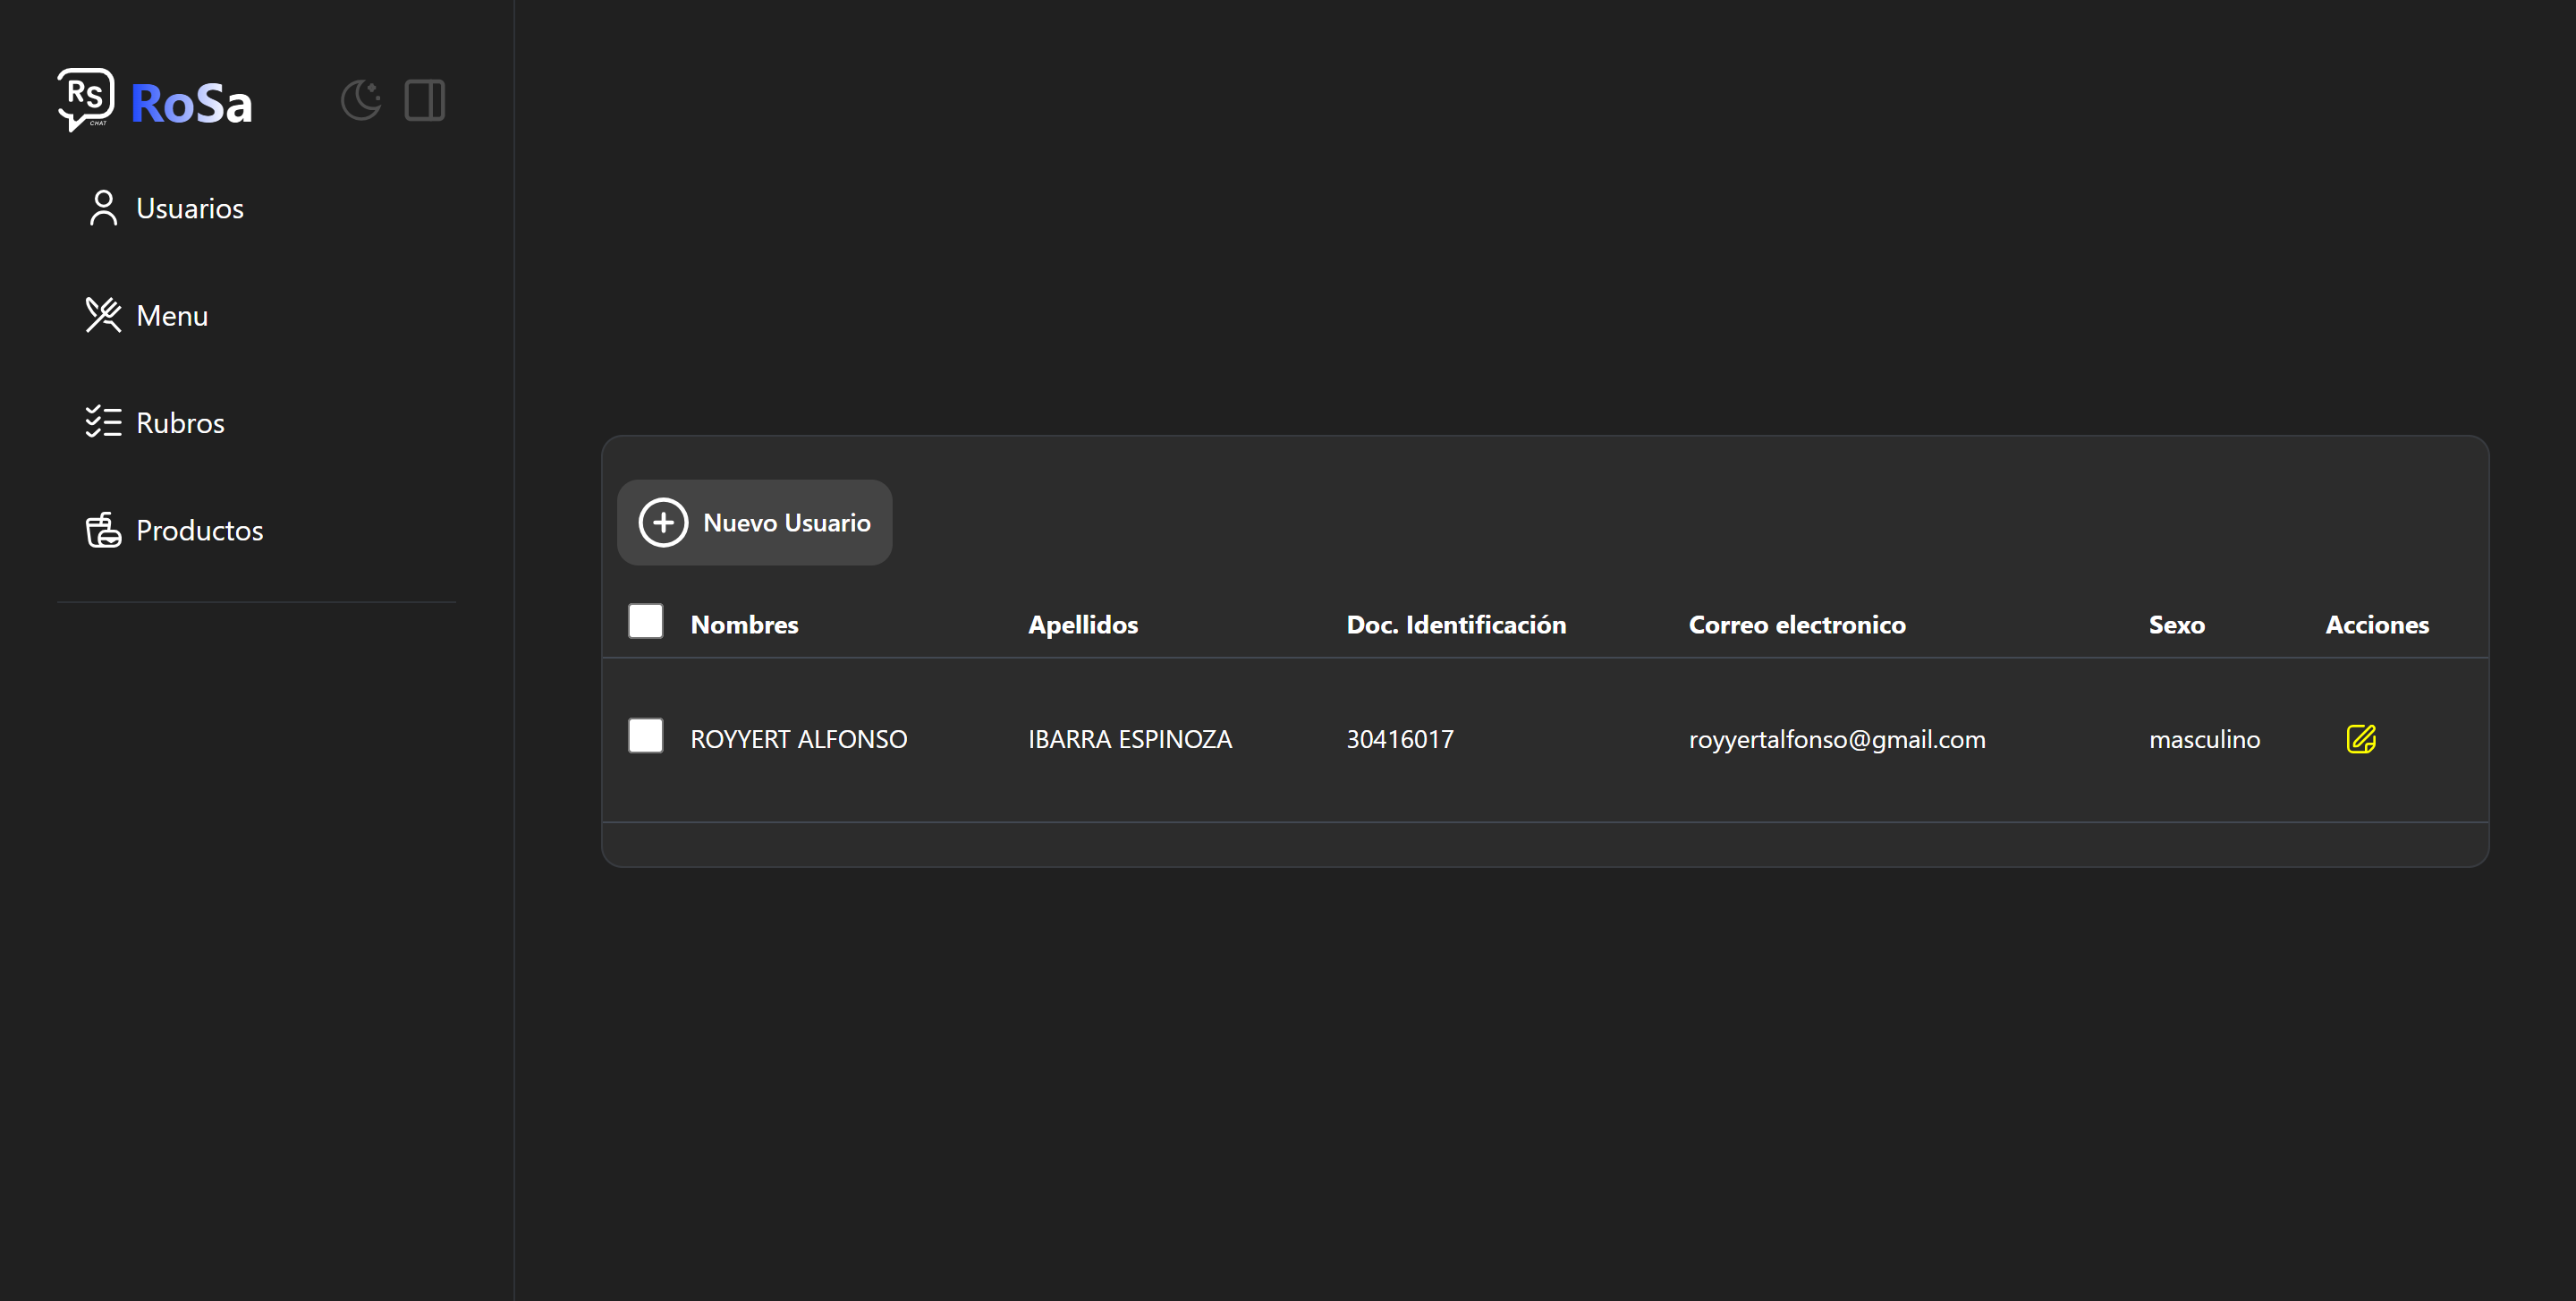 RS
CHAT
RoSa
Usuarios
Menu
Rubros
Productos
Nuevo Usuario
Nombres Apellidos Doc. Identificación Correo electronico Sexo Acciones
ROYYERT ALFONSO IBARRA ESPINOZA 30416017 royyertalfonso@gmail.com masculino